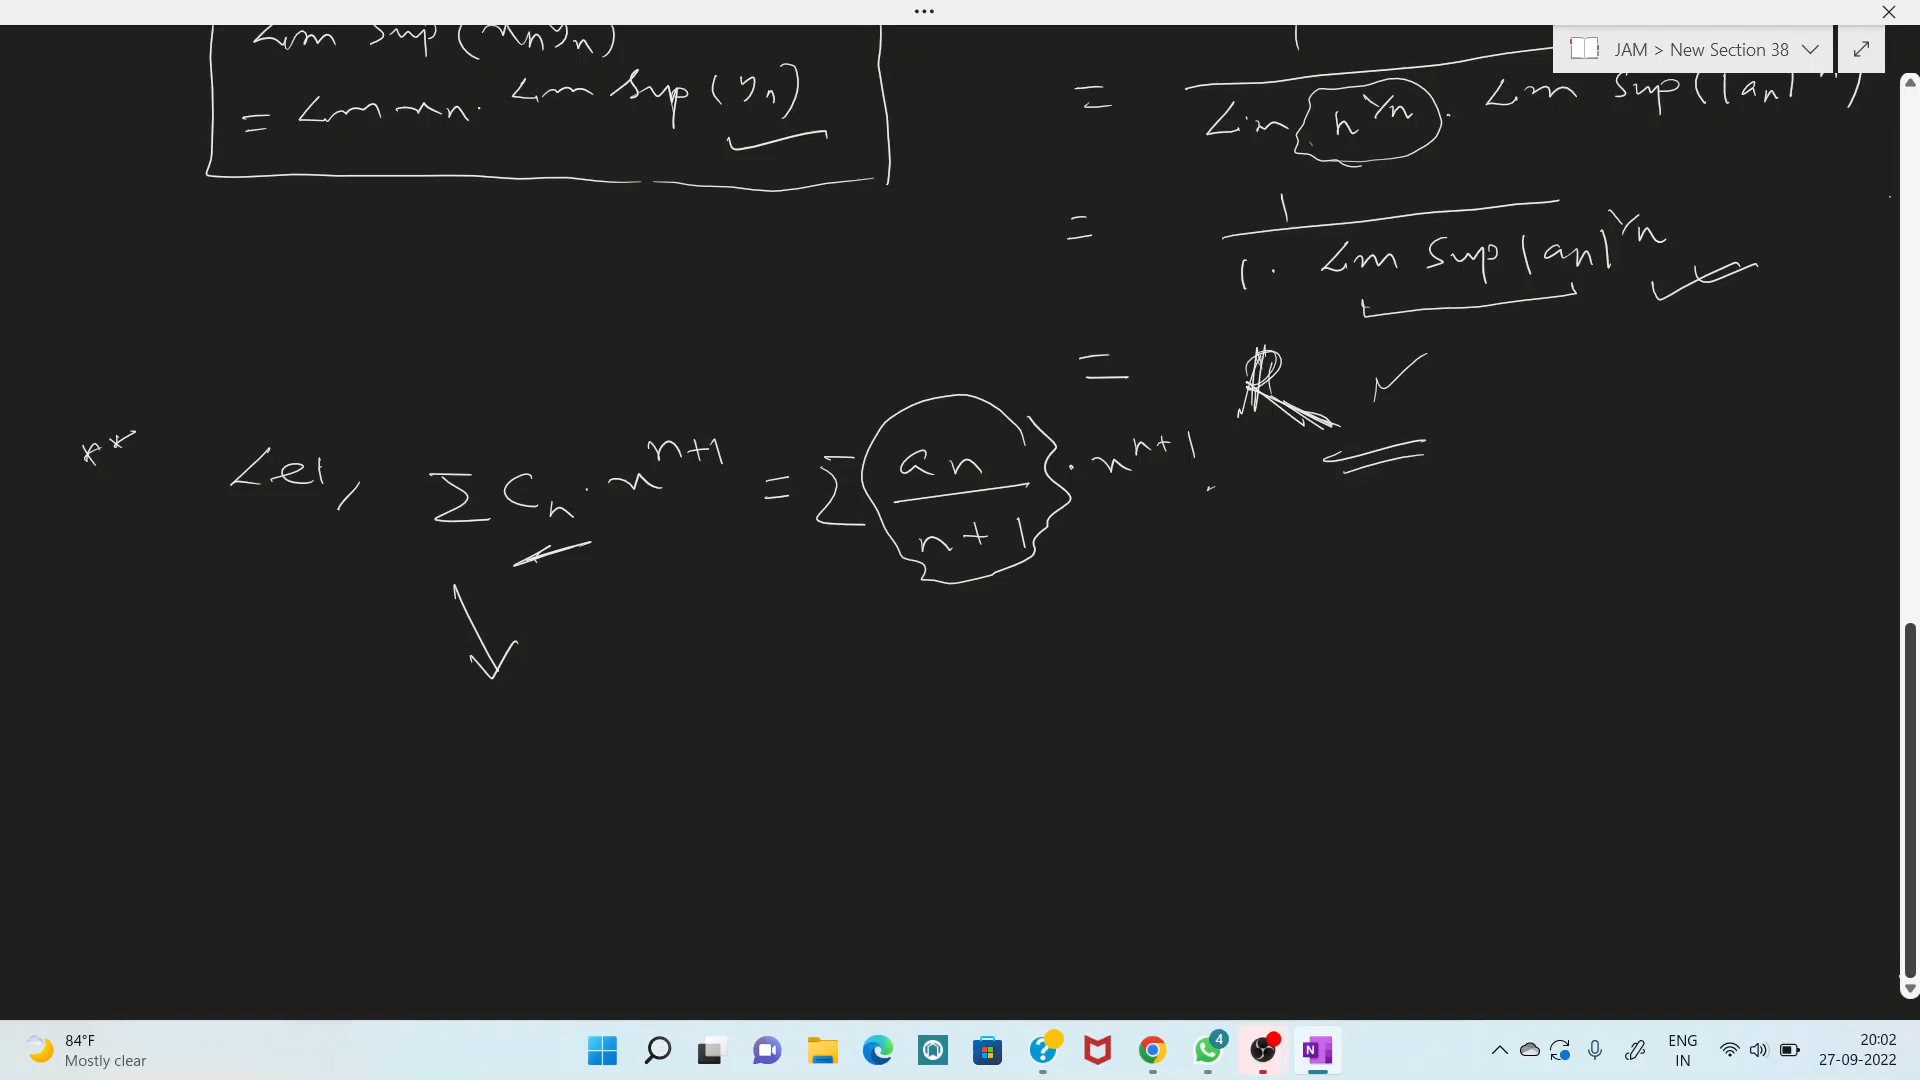 JAM > New Section 38
Lim Sup (xn yn)
= Lim xn . Lim Sup (yn)
= 1 / Lim n^1/n . Lim Sup (|an|
= 1 / 1 . Lim Sup |an|^1/n
= R
** Let, Σ Cn . x^n+1 = Σ { an / n+1 } . x^n+1
84°F
Mostly clear
4
ENG
IN
20:02
27-09-2022